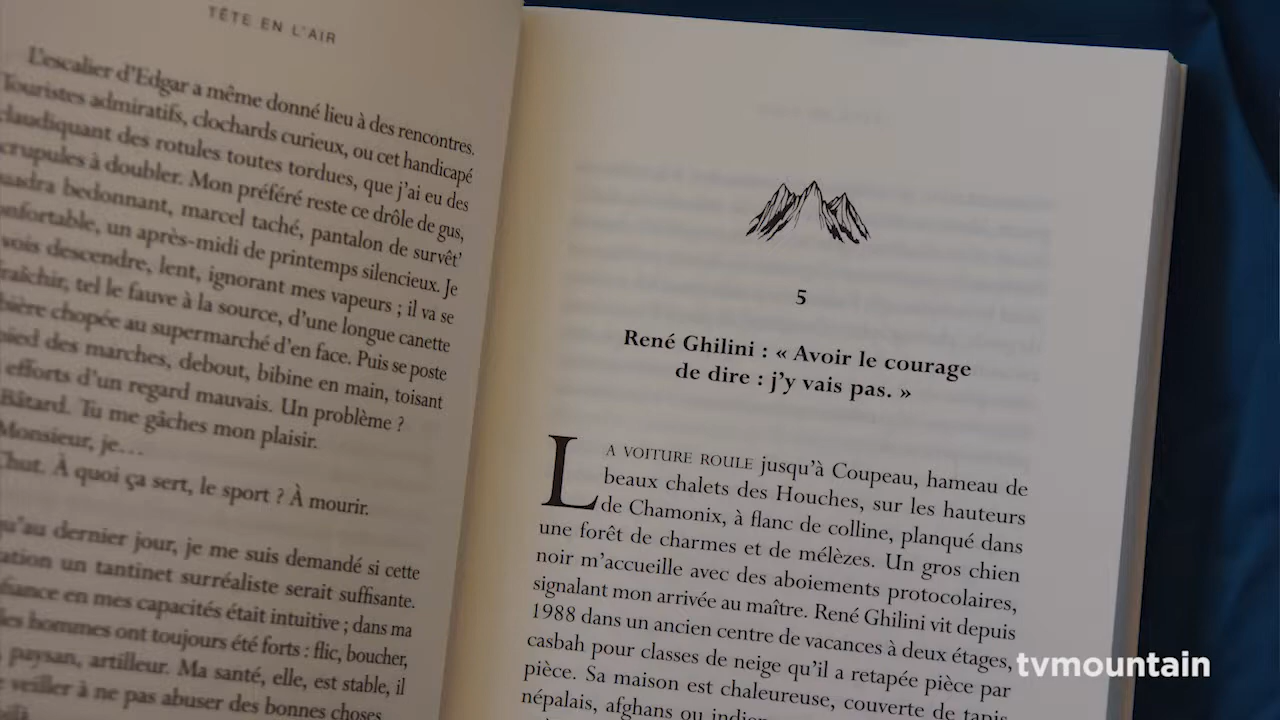 TÊTE EN L'AIR
L'escalier d'Edgar a même donné lieu à des rencontres.
Touristes admiratifs, clochards curieux, ou cet handicapé
claudiquant des rotules toutes tordues, que j'ai eu des
scrupules à doubler. Mon préféré reste ce drôle de gus,
bedonnant, marcel taché, pantalon de survêt'
confortable, un après-midi de printemps silencieux. Je
vois descendre, lent, ignorant mes vapeurs ; il va se
fraîchir, tel le fauve à la source, d'une longue canette
bière chopée au supermarché d'en face. Puis se poste
pied des marches, debout, bibine en main, toisant
efforts d'un regard mauvais. Un problème ?
Bâtard. Tu me gâches mon plaisir.
Monsieur, je…
Chut. À quoi ça sert, le sport ? À mourir.
qu'au dernier jour, je me suis demandé si cette
un tantinet surréaliste serait suffisante.
en mes capacités était intuitive ; dans ma
les hommes ont toujours été forts : flic, boucher,
paysan, artilleur. Ma santé, elle, est stable, il
veiller à ne pas abuser des bonnes choses
5
René Ghilini : « Avoir le courage
de dire : j'y vais pas. »
LA VOITURE ROULE jusqu'à Coupeau, hameau de
beaux chalets des Houches, sur les hauteurs
de Chamonix, à flanc de colline, planqué dans
une forêt de charmes et de mélèzes. Un gros chien
noir m'accueille avec des aboiements protocolaires,
signalant mon arrivée au maître. René Ghilini vit depuis
1988 dans un ancien centre de vacances à deux étages,
casbah pour classes de neige qu'il a retapée pièce par
pièce. Sa maison est chaleureuse, couverte de tapis
népalais, afghans ou
tvmountain